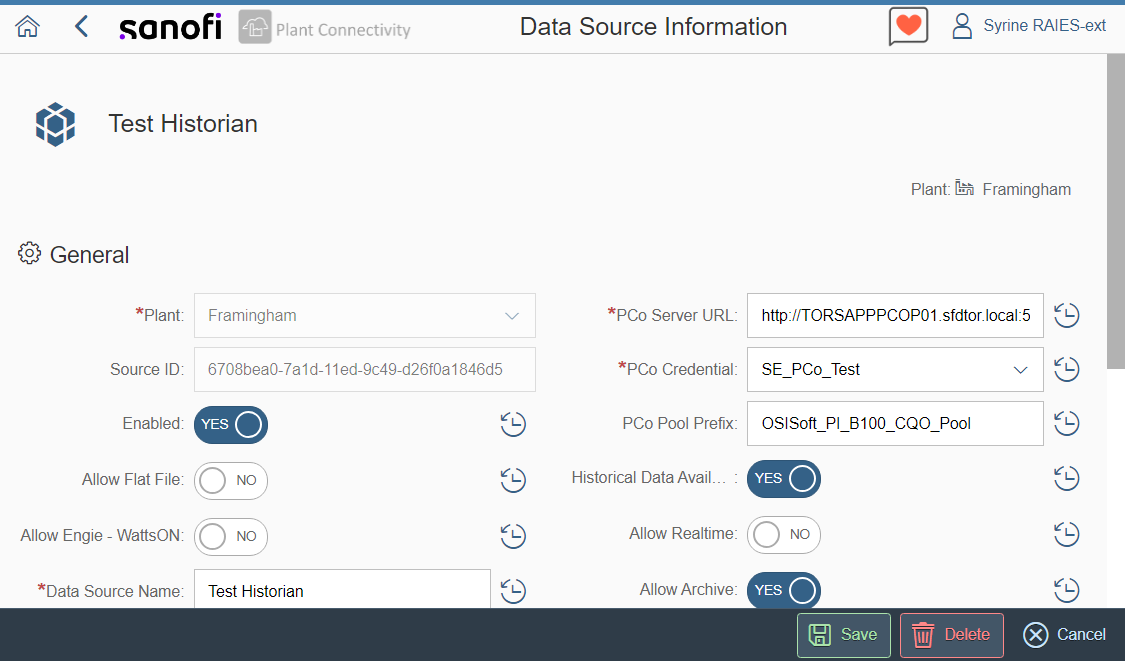 sanofi Plant Connectivity Data Source Information Syrine RAIES-ext
Test Historian
Plant: Framingham
General
*Plant: Framingham *PCo Server URL: http://TORSAPPPCOP01.sfdtor.local:5
Source ID: 6708bea0-7a1d-11ed-9c49-d26f0a1846d5 *PCo Credential: SE_PCo_Test
Enabled: YES PCo Pool Prefix: OSISoft_PI_B100_CQO_Pool
Allow Flat File: NO Historical Data Avail... : YES
Allow Engie - WattsON: NO Allow Realtime: NO
*Data Source Name: Test Historian Allow Archive: YES
Save Delete Cancel